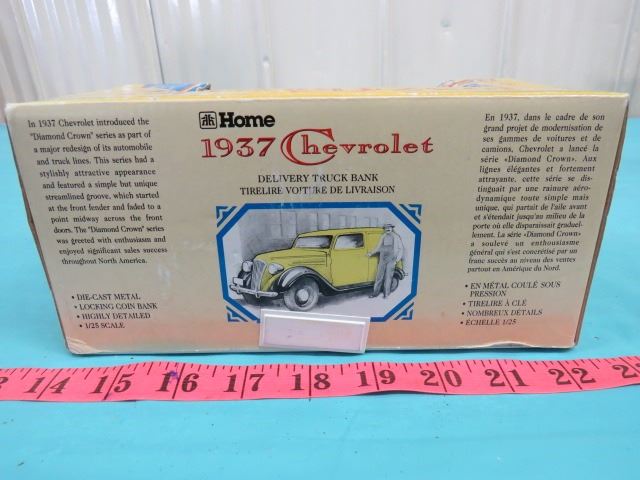 Home
1937 Chevrolet
DELIVERY TRUCK BANK
TIRELIRE VOITURE DE LIVRAISON
In 1937 Chevrolet introduced the
"Diamond Crown" series as part of
a major redesign of its automobile
and truck lines. This series had a
stylishly attractive appearance
and featured a simple but unique
streamlined groove, which started
at the front fender and faded to a
point midway across the front
doors. The "Diamond Crown" series
was greeted with enthusiasm and
enjoyed significant sales success
throughout North America.
• DIE-CAST METAL
• LOCKING COIN BANK
• HIGHLY DETAILED
• 1/25 SCALE
En 1937, dans le cadre de son
grand projet de modernisation de
ses gammes de voitures et de
camions, Chevrolet a lancé la
série «Diamond Crown». Aux
lignes élégantes et fortement
attrayante, cette série se dis-
tinguait par une rainure aéro-
dynamique toute simple mais
unique, qui partait de l'aile avant
et s'étendait jusqu'au milieu de la
porte où elle disparaissait graduel-
lement. La série «Diamond Crown»
a soulevé un enthousiasme
général qui s'est concrétisé par un
franc succès au niveau des ventes
partout en Amérique du Nord.
• EN MÉTAL COULÉ SOUS
PRESSION
• TIRELIRE À CLÉ
• NOMBREUX DÉTAILS
• ÉCHELLE 1/25
13 14 15 16 17 18 19 20 21 22 23